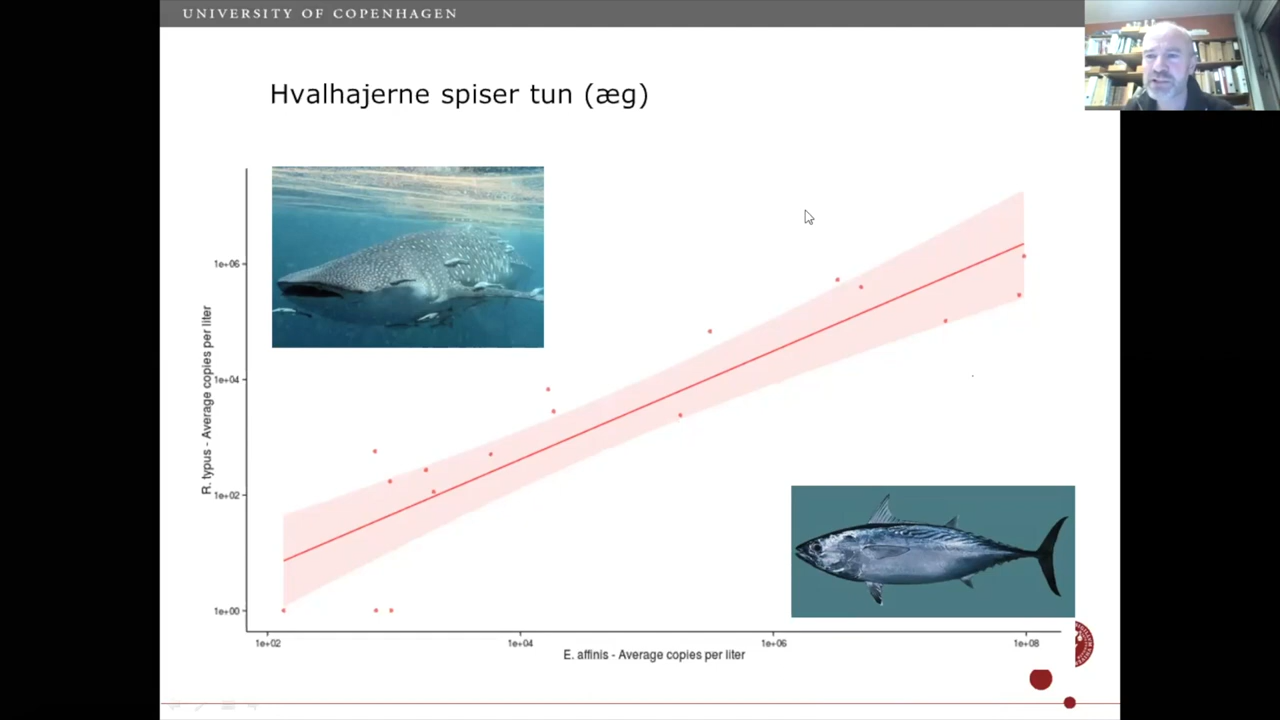 UNIVERSITY OF COPENHAGEN
Hvalhajerne spiser tun (æg)
1e+06
1e+04
1e+02
1e+00
R. typus - Average copies per liter
1e+02 1e+04 1e+06 1e+08
E. affinis - Average copies per liter